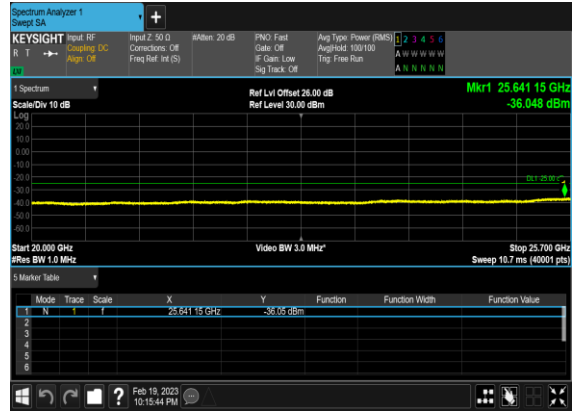 Spectrum Analyzer 1
Swept SA
+
KEYSIGHT Input: RF Input Z: 50 Ω #Atten: 20 dB PNO: Fast Avg Type: Power (RMS) 1 2 3 4 5 6
R T Coupling: DC Corrections: Off Gate: Off Avg|Hold: 100/100 A W W W W W
Align: Off Freq Ref: Int (S) IF Gain: Low Trig: Free Run
Sig Track: Off A N N N N N
1 Spectrum Ref Lvl Offset 26.00 dB Mkr1 25.641 15 GHz
Scale/Div 10 dB Ref Level 30.00 dBm -36.048 dBm
Log
20.0
10.0
0.00
-10.0
-20.0
-30.0
-40.0
-50.0
-60.0
Start 20.000 GHz Video BW 3.0 MHz* Stop 25.700 GHz
#Res BW 1.0 MHz Sweep 10.7 ms (40001 pts)
5 Marker Table
Mode Trace Scale X Y Function Function Width Function Value
1 N 1 f 25.641 15 GHz -36.05 dBm
2
3
4
5
6
? Feb 19, 2023
10:15:44 PM